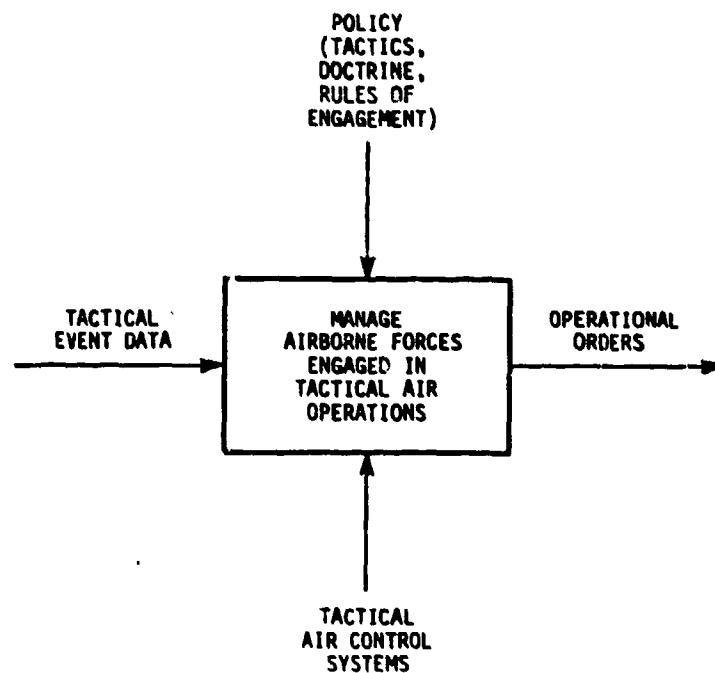 POLICY
(TACTICS,
DOCTRINE,
RULES OF
ENGAGEMENT)
TACTICAL
EVENT DATA
MANAGE
AIRBORNE FORCES
ENGAGED IN
TACTICAL AIR
OPERATIONS
OPERATIONAL
ORDERS
TACTICAL
AIR CONTROL
SYSTEMS